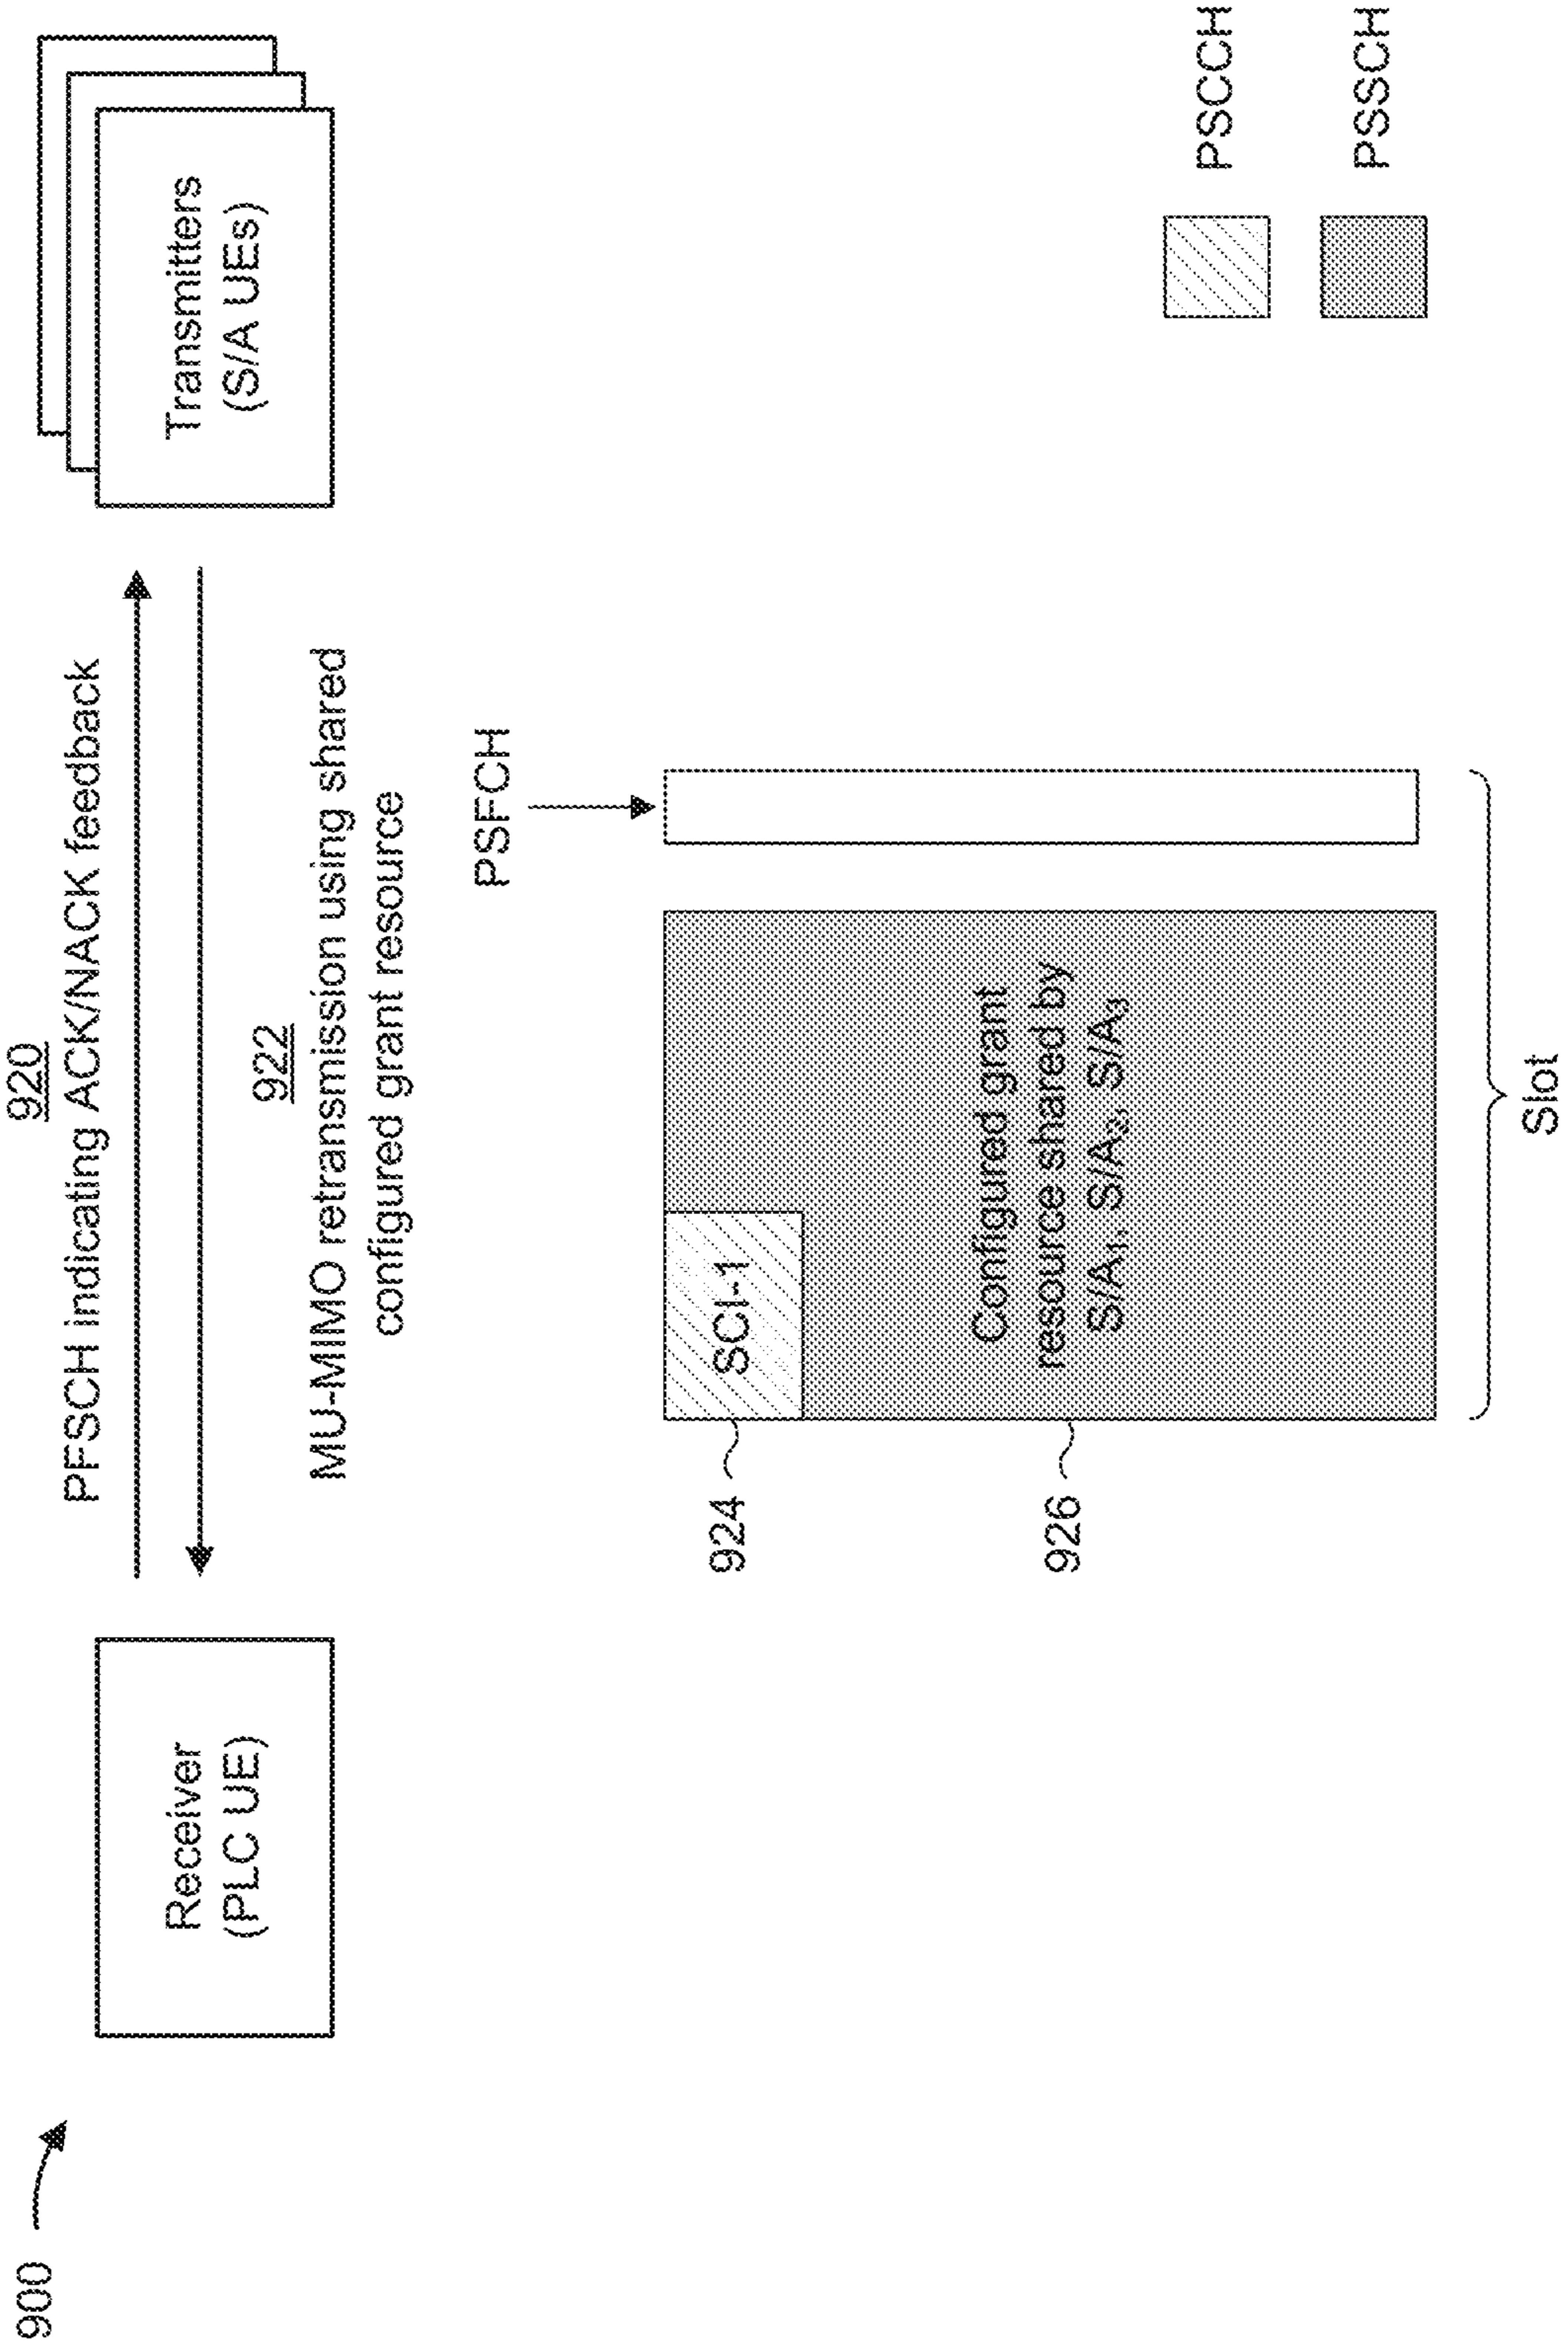 900
Receiver
(PLC UE)
Transmitters
(S/A UEs)
920
PFSCH indicating ACK/NACK feedback
922
MU-MIMO retransmission using shared
configured grant resource
PSFCH
924
SCI-1
926
Configured grant
resource shared by
S/A₁, S/A₂, S/A₃
Slot
PSCCH
PSSCH